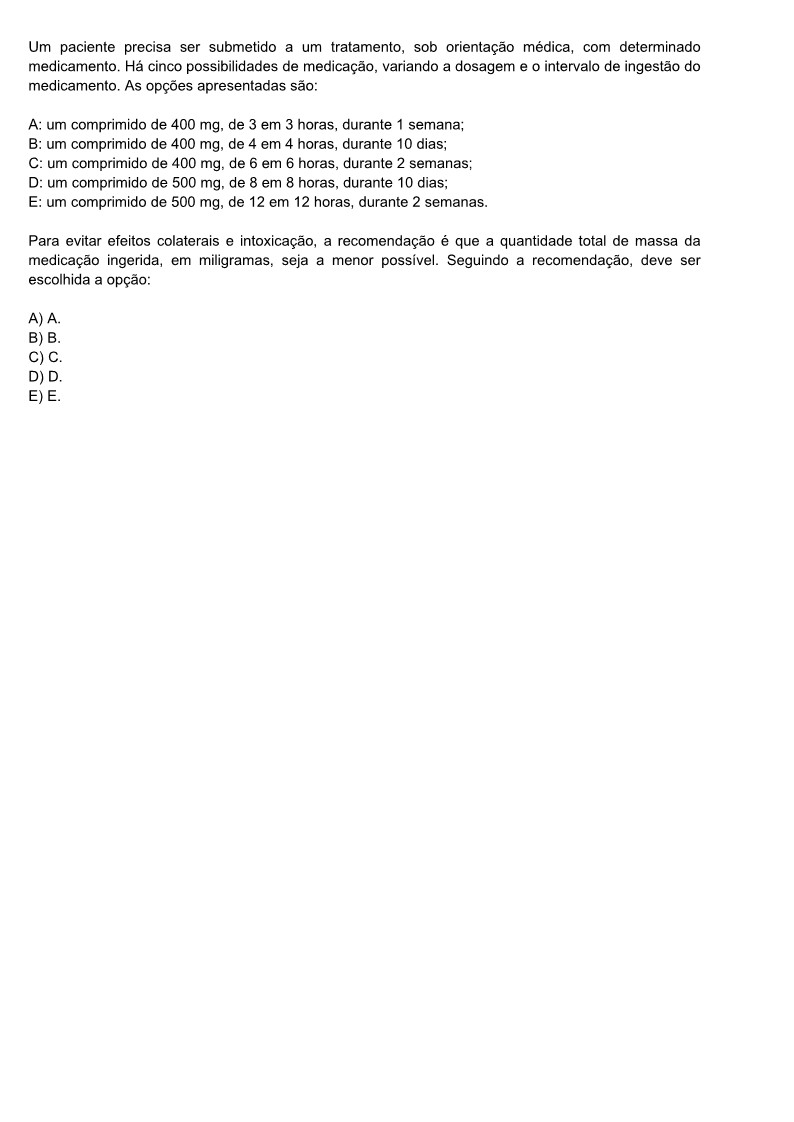 Um paciente precisa ser submetido a um tratamento, sob orientação médica, com determinado
medicamento. Há cinco possibilidades de medicação, variando a dosagem e o intervalo de ingestão do
medicamento. As opções apresentadas são:
A: um comprimido de 400 mg, de 3 em 3 horas, durante 1 semana;
B: um comprimido de 400 mg, de 4 em 4 horas, durante 10 dias;
C: um comprimido de 400 mg, de 6 em 6 horas, durante 2 semanas;
D: um comprimido de 500 mg, de 8 em 8 horas, durante 10 dias;
E: um comprimido de 500 mg, de 12 em 12 horas, durante 2 semanas.
Para evitar efeitos colaterais e intoxicação, a recomendação é que a quantidade total de massa da
medicação ingerida, em miligramas, seja a menor possível. Seguindo a recomendação, deve ser
escolhida a opção:
A) A.
B) B.
C) C.
D) D.
E) E.